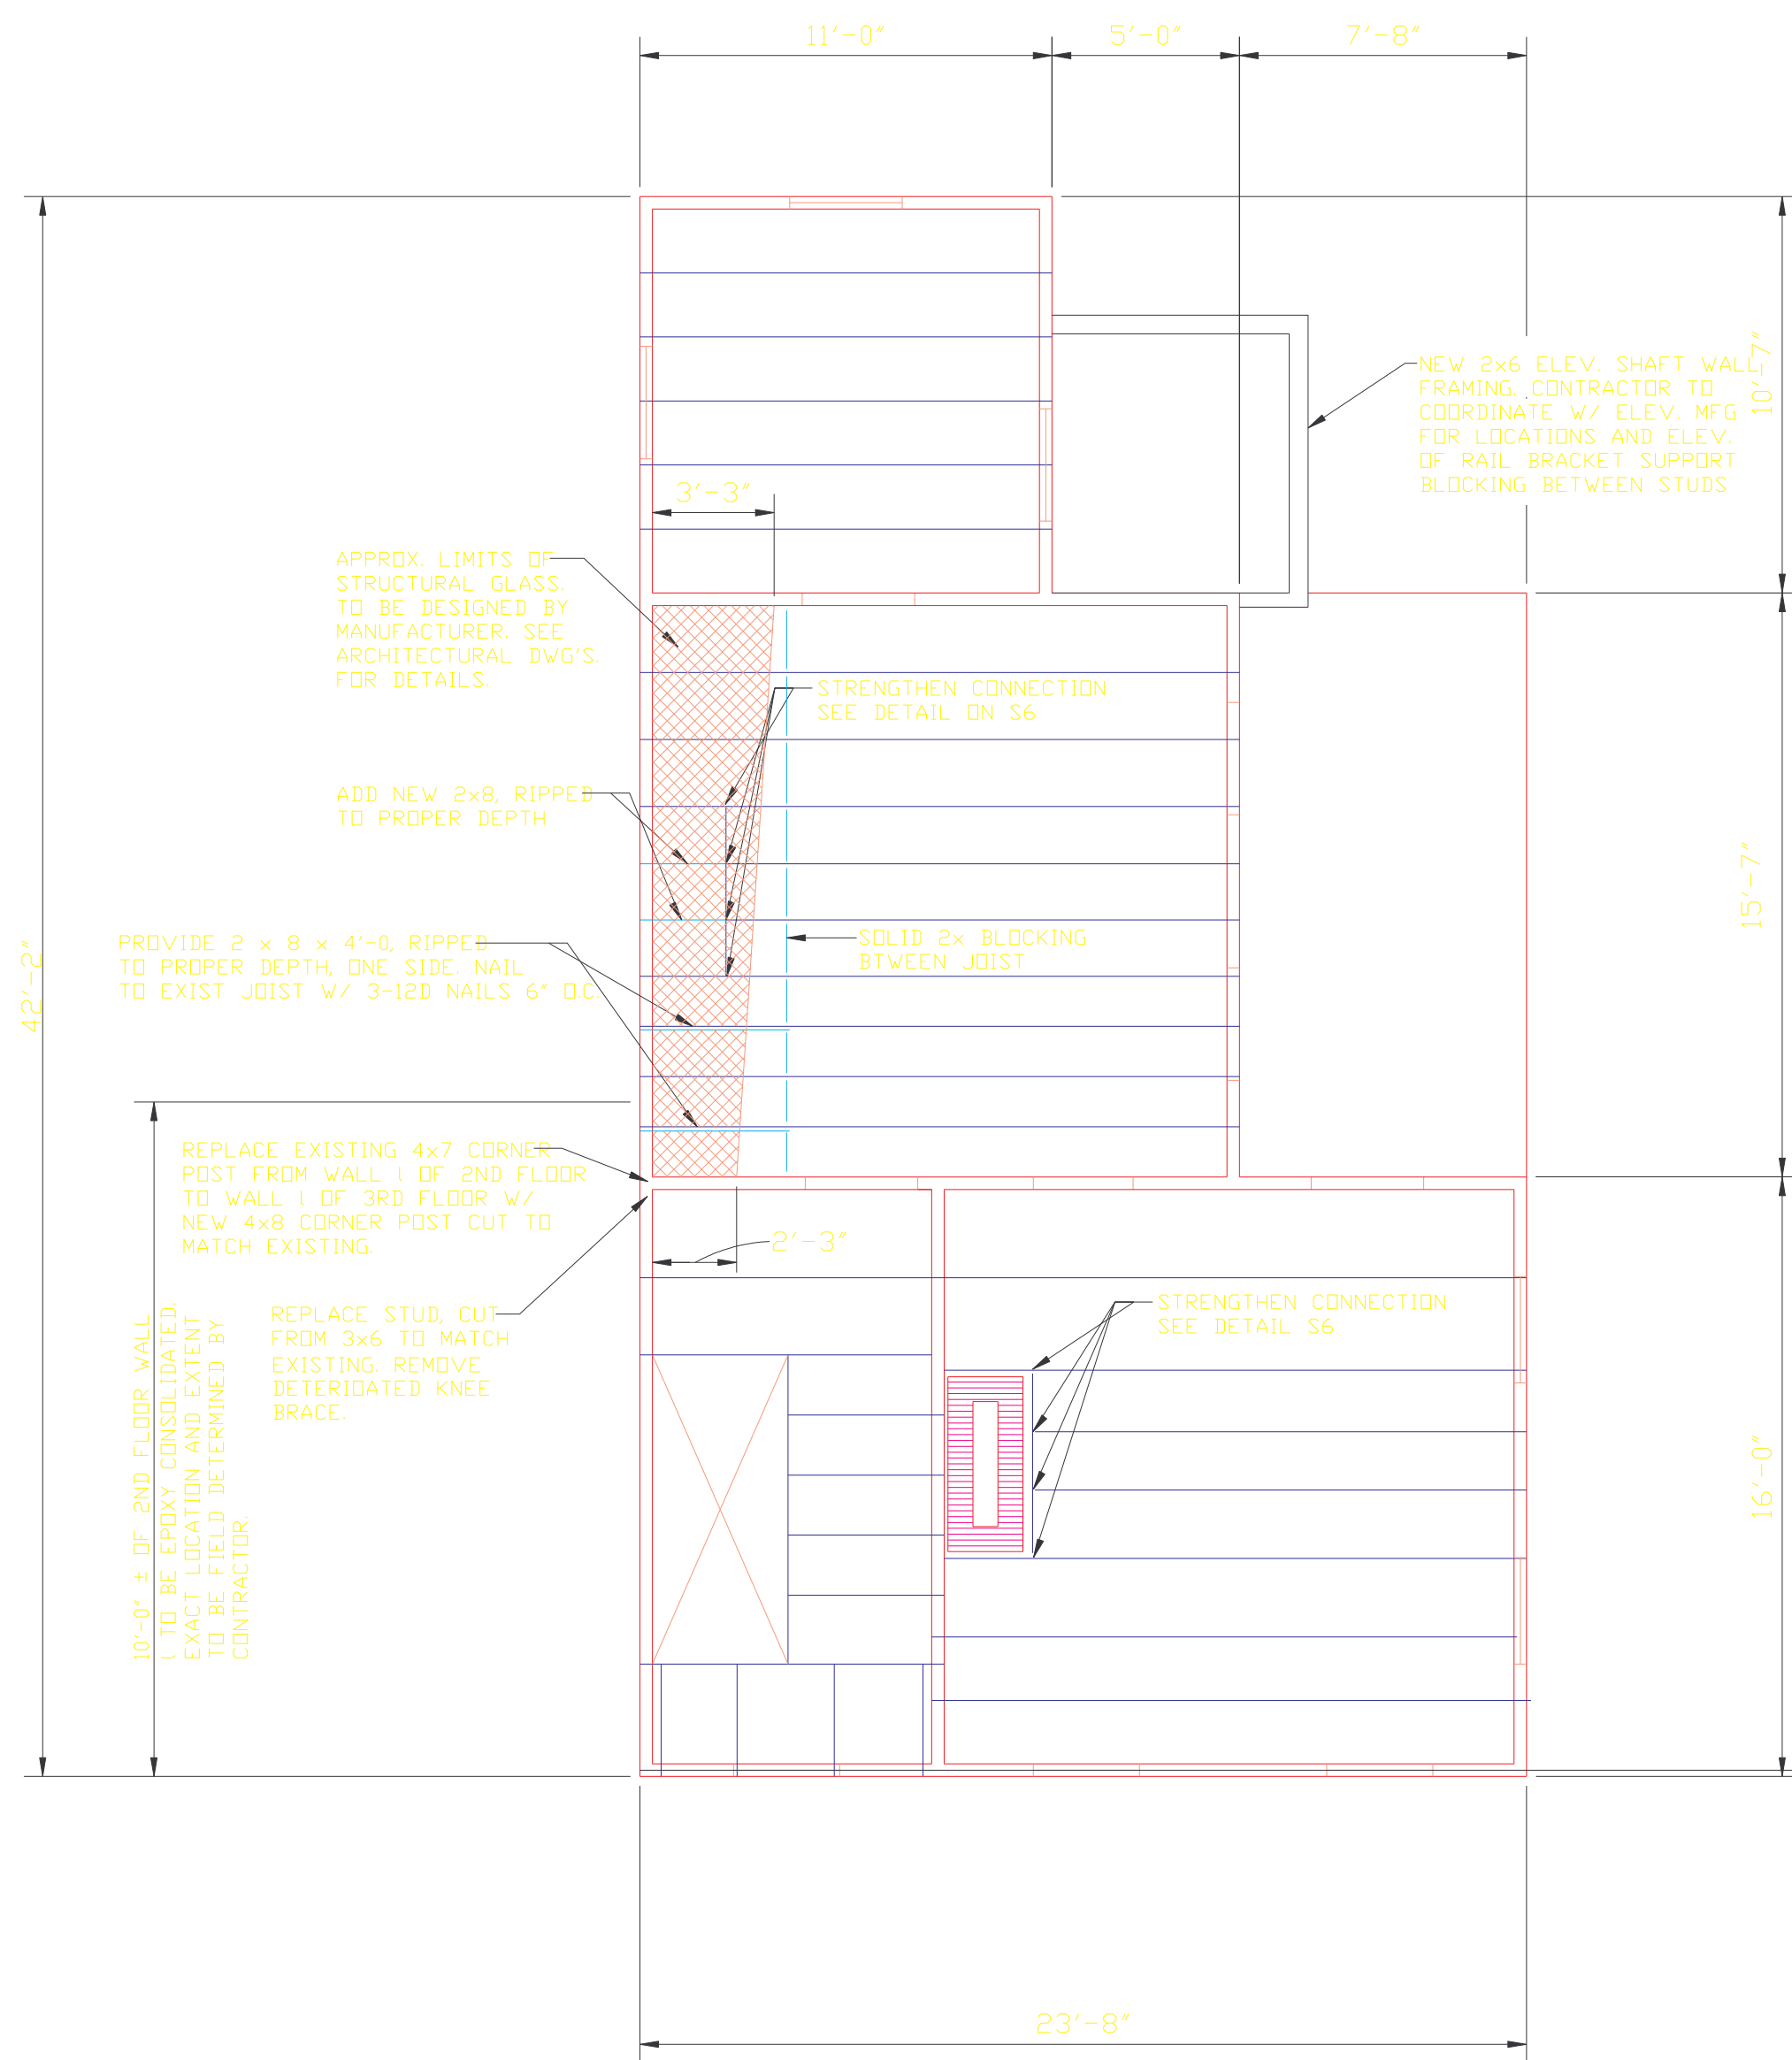 11'-0"
5'-0"
7'-8"
NEW 2x6 ELEV. SHAFT WALL
FRAMING. CONTRACTOR TO
COORDINATE W/ ELEV. MFG
FOR LOCATIONS AND ELEV.
OF RAIL BRACKET SUPPORT
BLOCKING BETWEEN STUDS
10'-7"
3'-3"
APPROX. LIMITS OF
STRUCTURAL GLASS.
TO BE DESIGNED BY
MANUFACTURER. SEE
ARCHITECTURAL DWG'S.
FOR DETAILS.
STRENGTHEN CONNECTION
SEE DETAIL ON S6
ADD NEW 2x8, RIPPED
TO PROPER DEPTH
15'-7"
PROVIDE 2 x 8 x 4'-0, RIPPED
TO PROPER DEPTH, ONE SIDE. NAIL
TO EXIST JOIST W/ 3-12D NAILS 6" O.C.
SOLID 2x BLOCKING
BTWEEN JOIST
42'-2"
REPLACE EXISTING 4x7 CORNER
POST FROM WALL l OF 2ND FLOOR
TO WALL l OF 3RD FLOOR W/
NEW 4x8 CORNER POST CUT TO
MATCH EXISTING.
2'-3"
REPLACE STUD, CUT
FROM 3x6 TO MATCH
EXISTING. REMOVE
DETERIOATED KNEE
BRACE.
STRENGTHEN CONNECTION
SEE DETAIL S6
10'-0" ± OF 2ND FLOOR WALL
l TO BE EPOXY CONSOLIDATED.
EXACT LOCATION AND EXTENT
TO BE FIELD DETERMINED BY
CONTRACTOR.
16'-0"
23'-8"